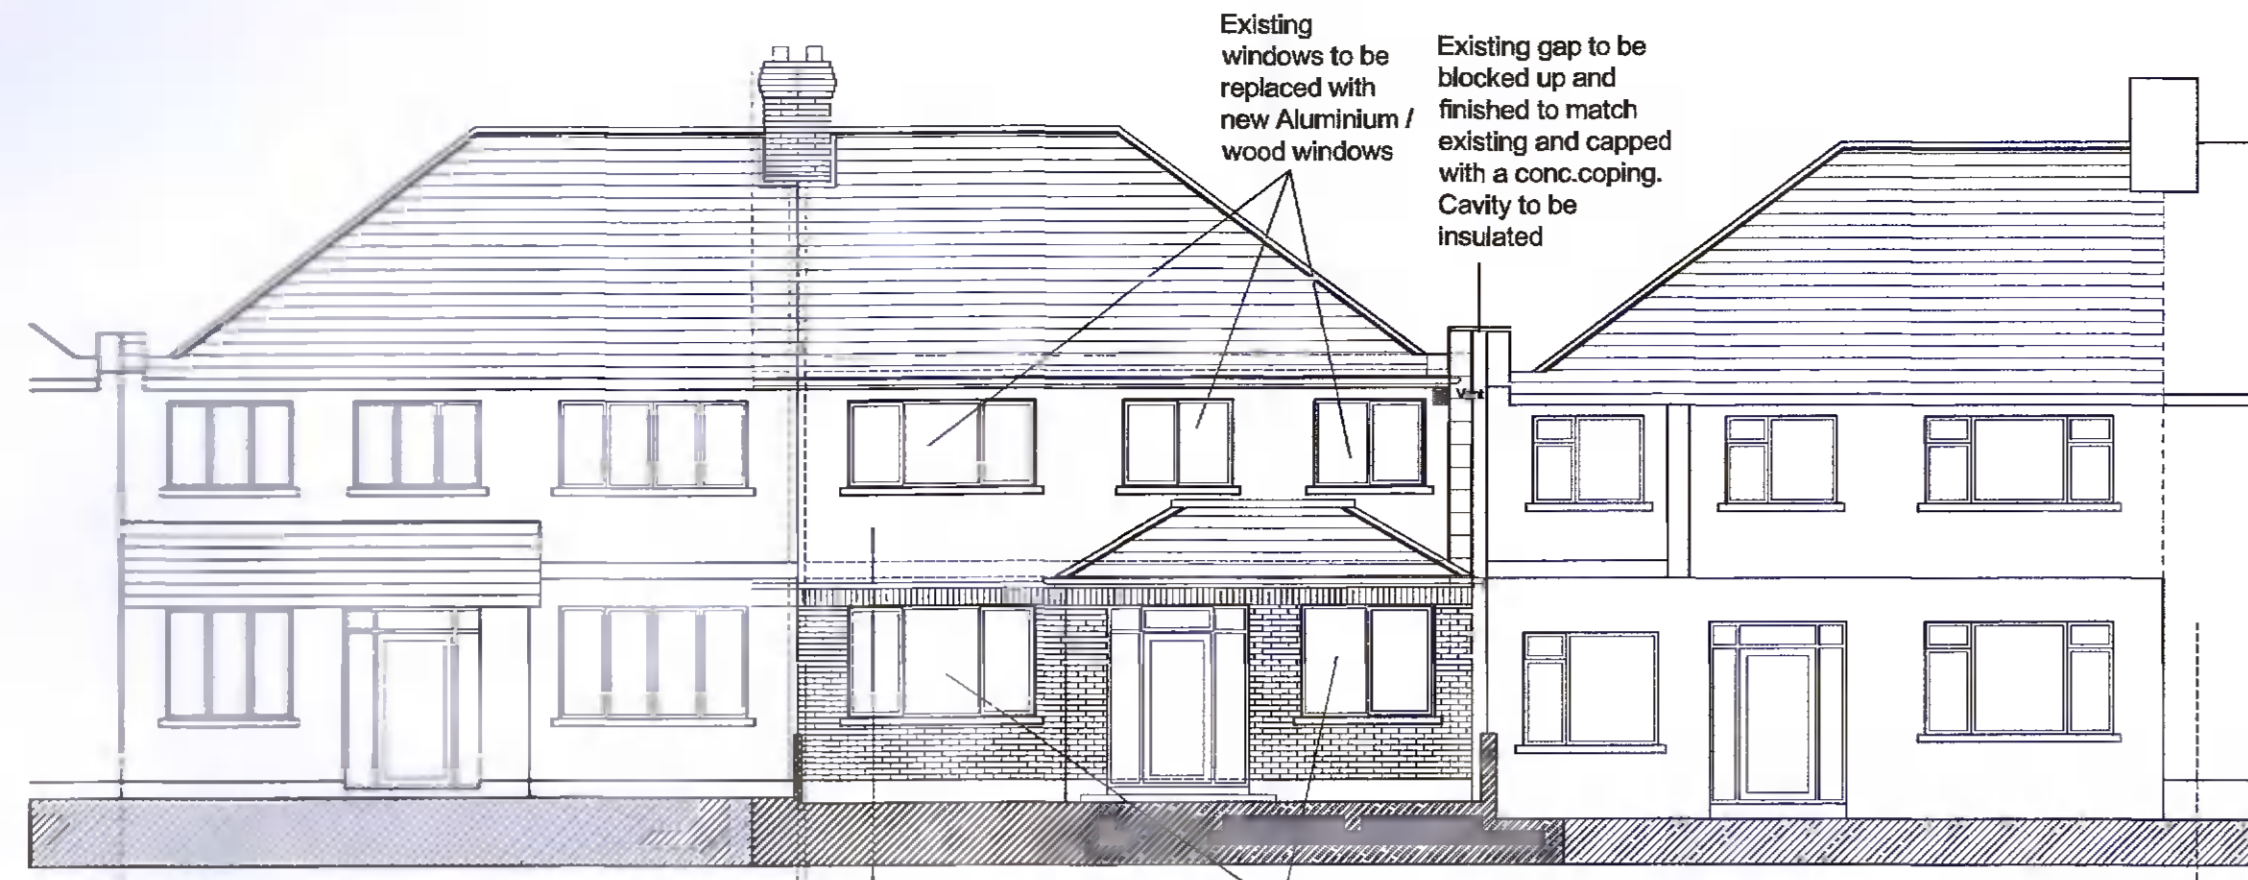 Existing
windows to be
replaced with
new Aluminium /
wood windows
Existing gap to be
blocked up and
finished to match
existing and capped
with a conc.coping.
Cavity to be
insulated